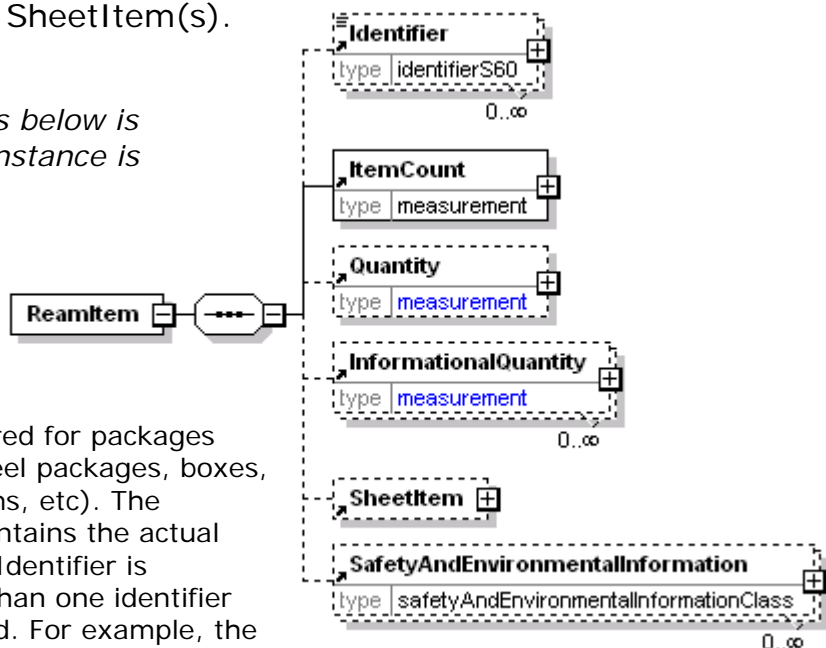 SheetItem(s).
s below is
nstance is
red for packages
eel packages, boxes,
ns, etc). The
ntains the actual
Identifier is
than one identifier
d. For example, the
ReamItem
Identifier
type identifierS60
0..∞
ItemCount
type measurement
Quantity
type measurement
InformationalQuantity
type measurement
0..∞
SheetItem
SafetyAndEnvironmentalInformation
type safetyAndEnvironmentalInformationClass
0..∞